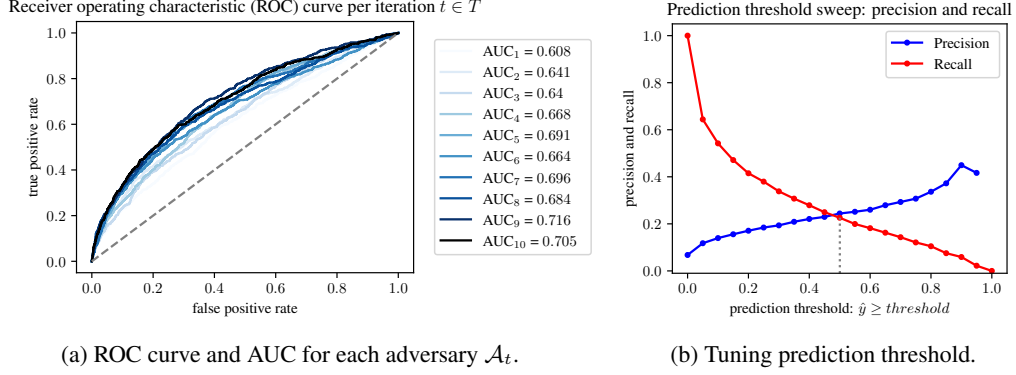 Receiver operating characteristic (ROC) curve per iteration t ∈ T
true positive rate
1.0
0.8
0.6
0.4
0.2
0.0
0.0 0.2 0.4 0.6 0.8 1.0
false positive rate
AUC₁ = 0.608
AUC₂ = 0.641
AUC₃ = 0.64
AUC₄ = 0.668
AUC₅ = 0.691
AUC₆ = 0.664
AUC₇ = 0.696
AUC₈ = 0.684
AUC₉ = 0.716
AUC₁₀ = 0.705
(a) ROC curve and AUC for each adversary 𝒜ₜ.
Prediction threshold sweep: precision and recall
precision and recall
1.0
0.8
0.6
0.4
0.2
0.0
0.0 0.2 0.4 0.6 0.8 1.0
prediction threshold: ŷ ≥ threshold
Precision
Recall
(b) Tuning prediction threshold.